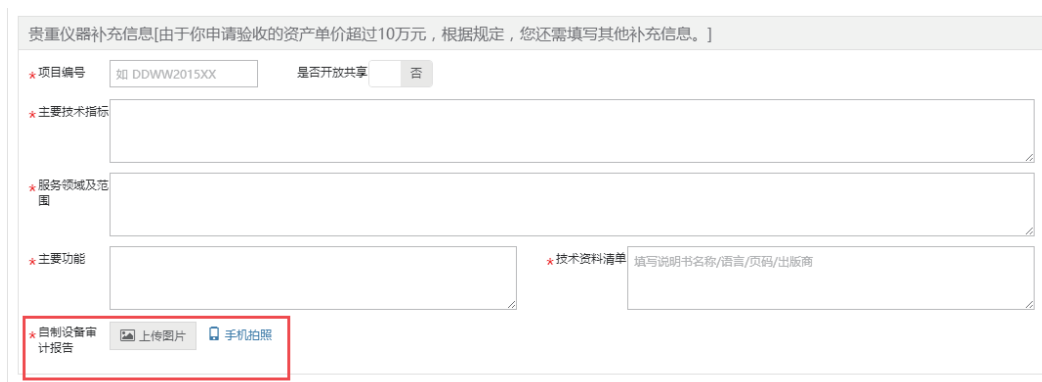 贵重仪器补充信息[由于你申请验收的资产单价超过10万元，根据规定，您还需填写其他补充信息。]
*项目编号 如 DDWW2015XX 是否开放共享 否
*主要技术指标
*服务领域及范
围
*主要功能 *技术资料清单 填写说明书名称/语言/页码/出版商
*自制设备审 上传图片 手机拍照
计报告